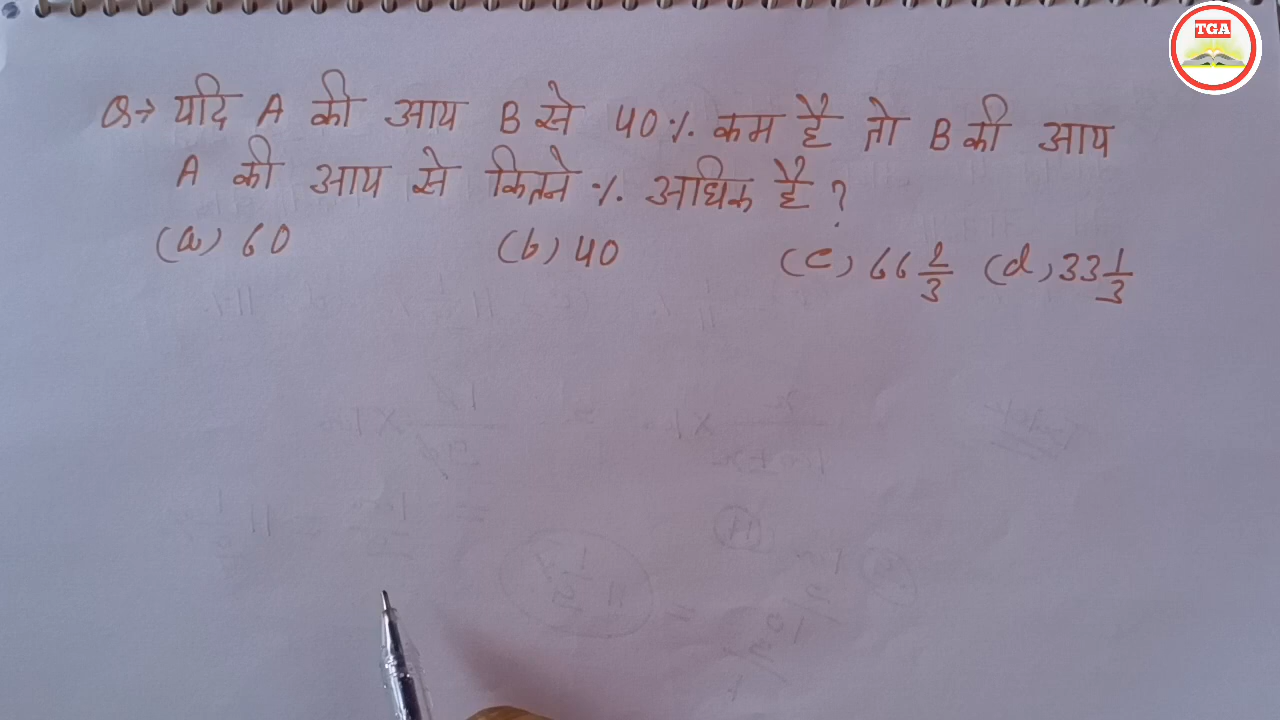 TGA
Q→ यदि A की आय B से 40% कम है तो B की आय
A की आय से कितने % अधिक है ?
(a) 60 (b) 40 (c) 66 2/3 (d) 33 1/3